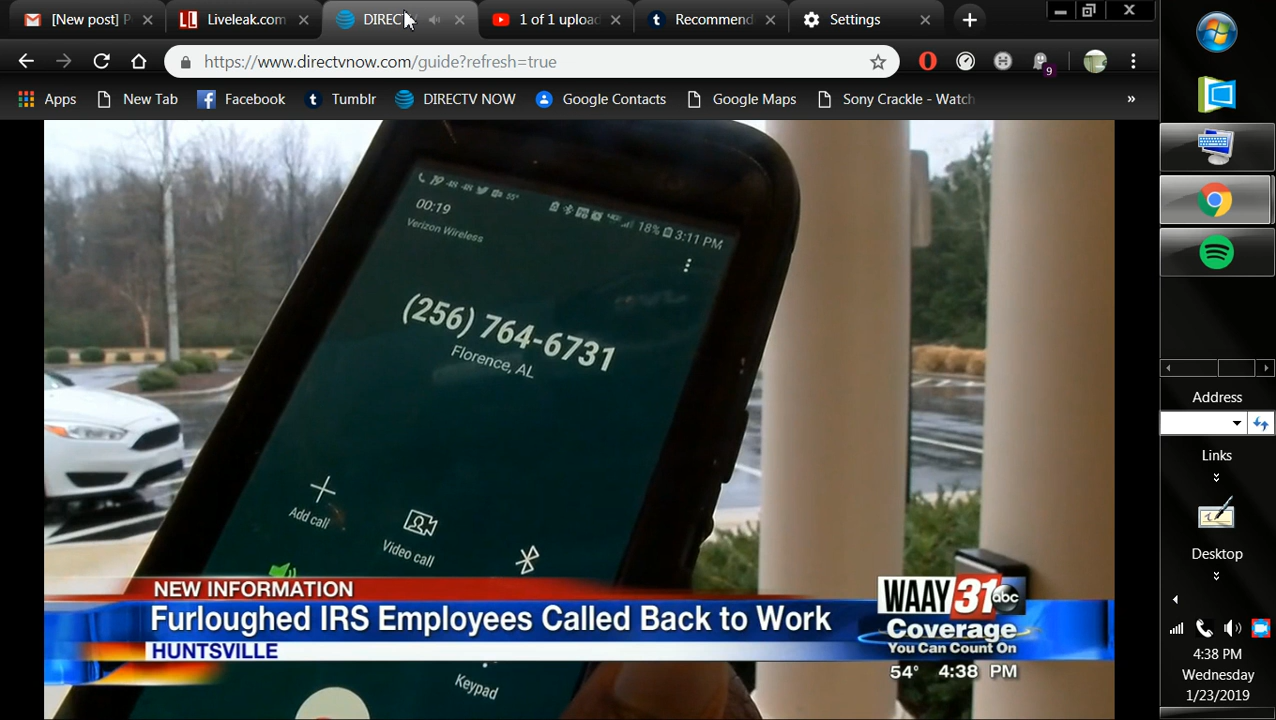 [New post] P
Liveleak.com
DIRECT
1 of 1 uploa
Recommend
Settings
https://www.directvnow.com/guide?refresh=true
9
Apps
New Tab
Facebook
Tumblr
DIRECTV NOW
Google Contacts
Google Maps
Sony Crackle - Watch
»
00:19
18% 3:11 PM
Verizon Wireless
(256) 764-6731
Florence, AL
Add call
Video call
Keypad
NEW INFORMATION
Furloughed IRS Employees Called Back to Work
HUNTSVILLE
WAAY 31 abc
Coverage
You Can Count On
54° 4:38 PM
Address
Links
Desktop
4:38 PM
Wednesday
1/23/2019